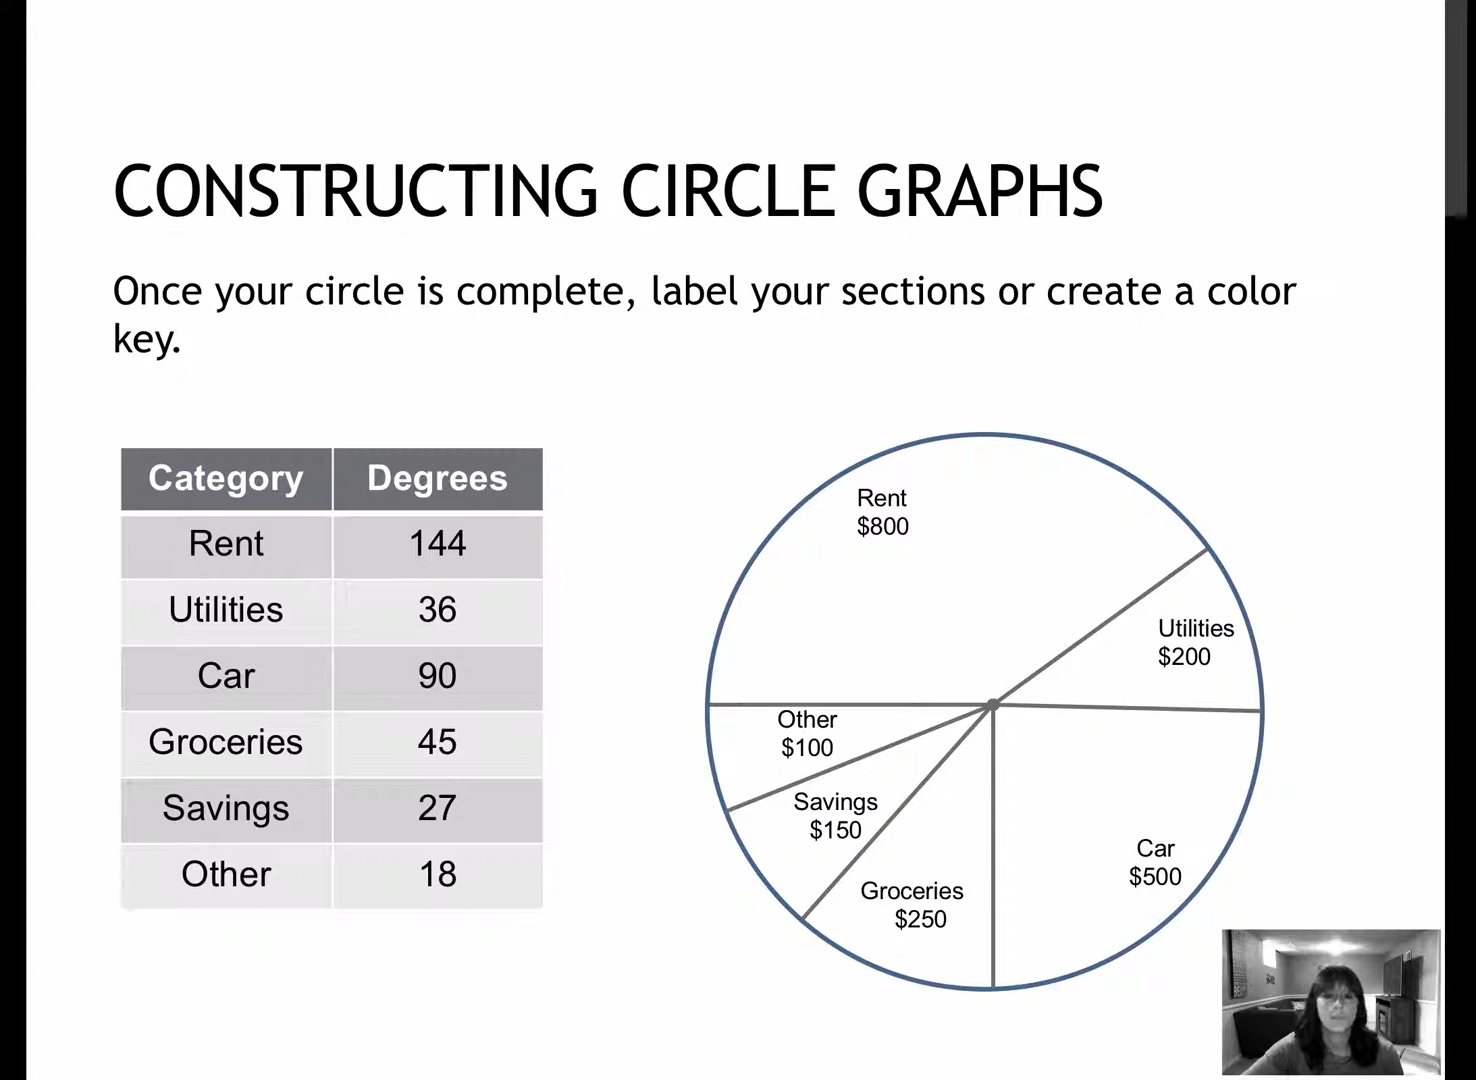 CONSTRUCTING CIRCLE GRAPHS
Once your circle is complete, label your sections or create a color
key.
Category Degrees
Rent 144
Utilities 36
Car 90
Groceries 45
Savings 27
Other 18
Rent
$800
Utilities
$200
Other
$100
Savings
$150
Car
$500
Groceries
$250